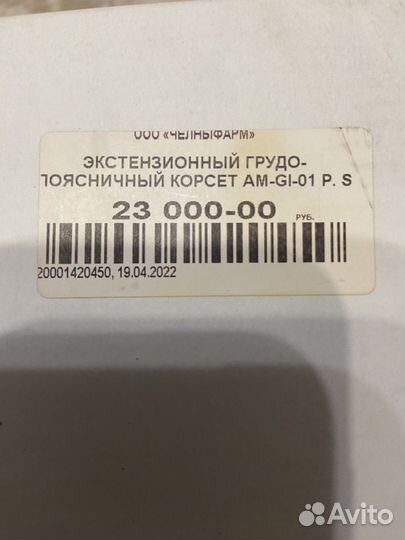 ООО «ЧЕЛНЫФАРМ»
ЭКСТЕНЗИОННЫЙ ГРУДО-
ПОЯСНИЧНЫЙ КОРСЕТ AM-GI-01 Р. S
23 000-00 РУБ.
20001420450, 19.04.2022
Avito